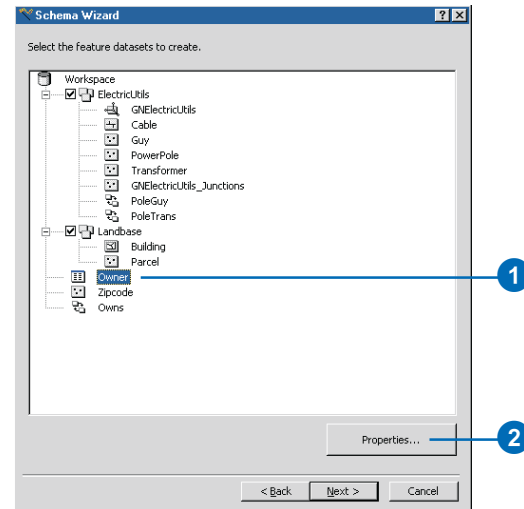 Schema Wizard
Select the feature datasets to create.
Workspace
ElectricUtils
GNElectricUtils
Cable
Guy
PowerPole
Transformer
GNElectricUtils_Junctions
PoleGuy
PoleTrans
Landbase
Building
Parcel
Owner
1
Zipcode
Owns
Properties...
2
< Back Next > Cancel